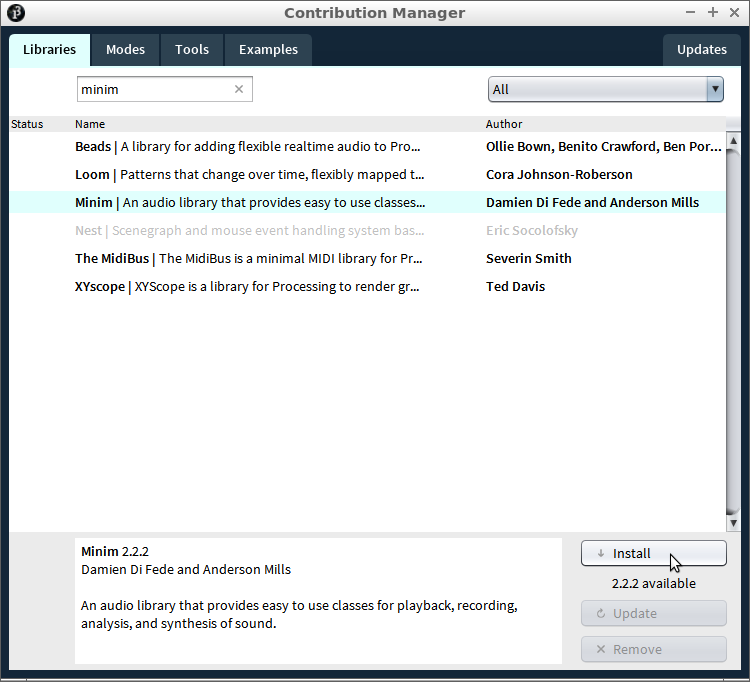 Contribution Manager
Libraries Modes Tools Examples Updates
minim All
Status Name Author
Beads | A library for adding flexible realtime audio to Pro... Ollie Bown, Benito Crawford, Ben Por...
Loom | Patterns that change over time, flexibly mapped t... Cora Johnson-Roberson
Minim | An audio library that provides easy to use classes... Damien Di Fede and Anderson Mills
Nest | Scenegraph and mouse event handling system bas... Eric Socolofsky
The MidiBus | The MidiBus is a minimal MIDI library for Pr... Severin Smith
XYscope | XYScope is a library for Processing to render gr... Ted Davis
Minim 2.2.2
Damien Di Fede and Anderson Mills
An audio library that provides easy to use classes for playback, recording,
analysis, and synthesis of sound.
Install
2.2.2 available
Update
Remove